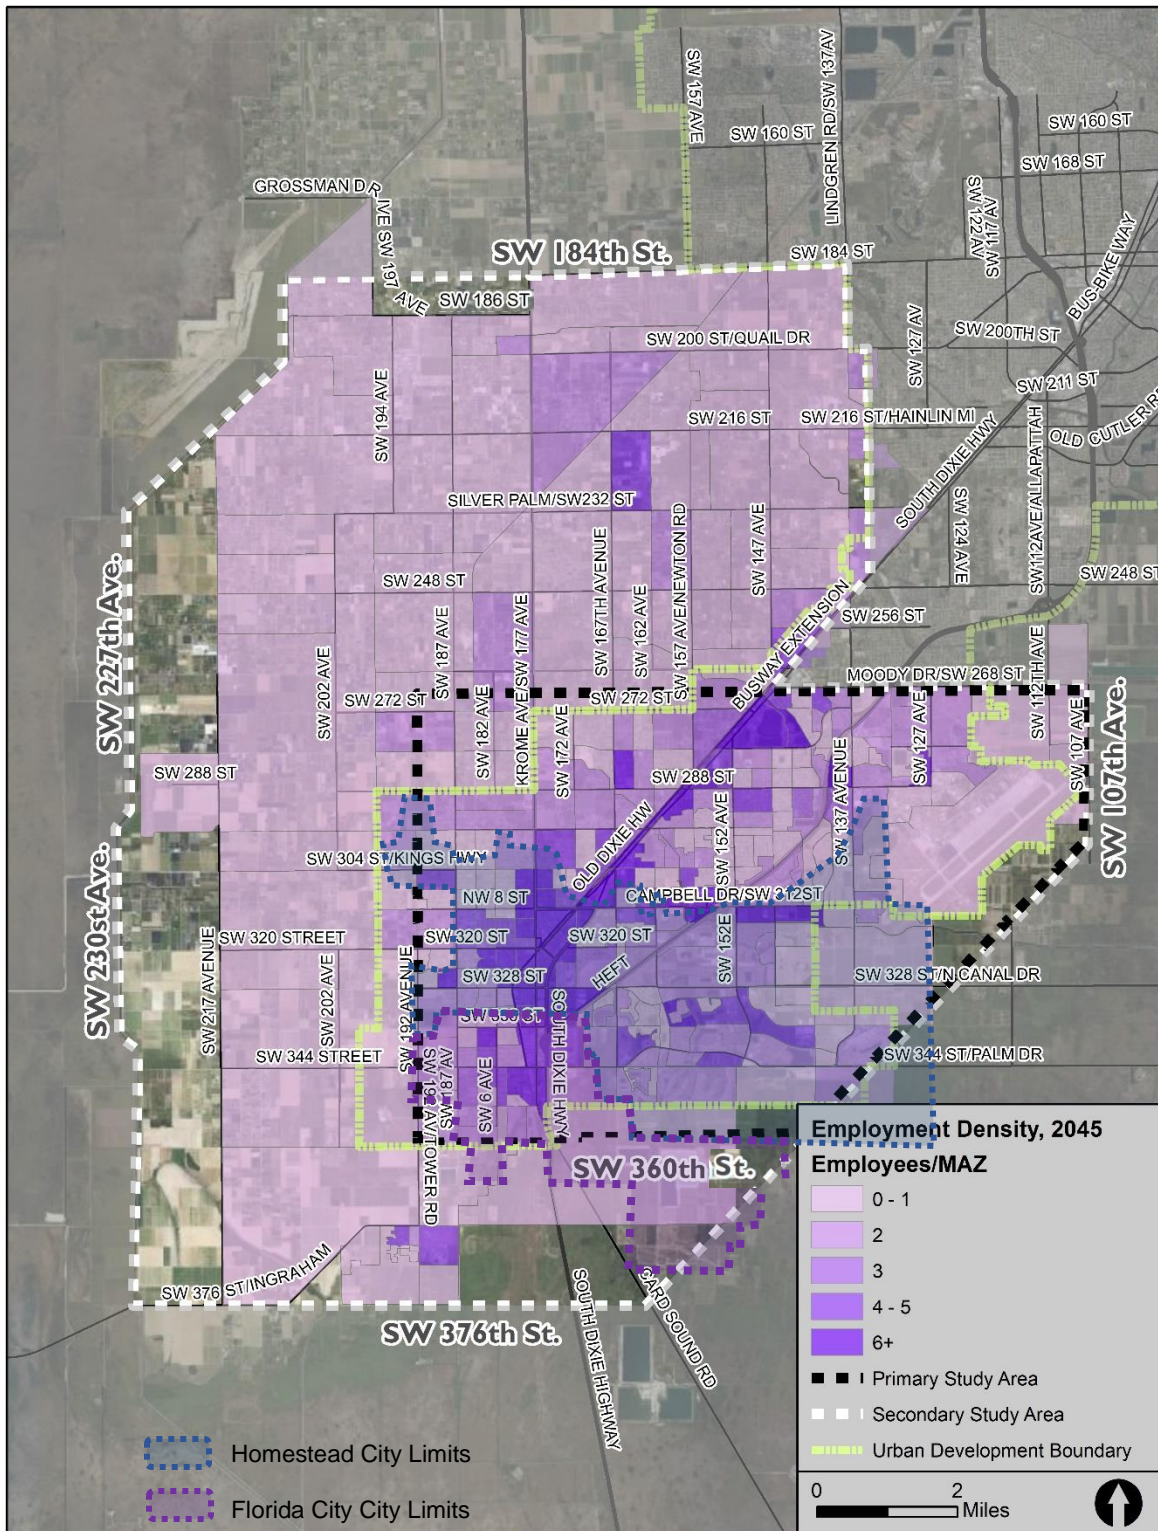 SW 157 AVE
LINDGREN RD/SW 137AV
SW 160 ST
SW 160 ST
SW 168 ST
GROSSMAN DRIVE SW 197 AVE
SW 122 AV
SW 117 AV
BUS-BIKE WAY
SW 184th St.
SW 184 ST
SW 186 ST
SW 200 ST/QUAIL DR
SW 127 AV
SW 200TH ST
SW 211 ST
SW 194 AVE
SW 216 ST
SW 216 ST/HAINLIN MI
OLD CUTLER R
SOUTH DIXIE HWY
SW112AVE/ALLAPATTAH
SILVER PALM/SW232 ST
SW 124 AVE
SW 227th Ave.
SW 248 ST
SW 167TH AVENUE
SW 162 AVE
SW 157 AVE/NEWTON RD
SW 147 AVE
SW 248 ST
SW 187 AVE
KROME AVE/SW 177 AVE
BUSWAY EXTENSION
SW 256 ST
SW 202 AVE
SW 272 ST
SW 182 AVE
SW 172 AVE
SW 272 ST
MOODY DR/SW 268 ST
SW 112TH AVE
SW 107 AVE
SW 107th Ave.
SW 127 AVE
SW 137 AVENUE
SW 288 ST
SW 288 ST
SW 152 AVE
OLD DIXIE HW
SW 304 ST/KINGS HWY
NW 8 ST
CAMPBELL DR/SW 312ST
SW 230st Ave.
SW 217 AVENUE
SW 320 STREET
SW 202 AVE
SW 192 AVENUE
SW 320 ST
SW 320 ST
SW 152E
SW 328 ST
HEFT
SW 328 ST/N CANAL DR
SW 344 STREET
SW 187 AV
SW 6 AVE
SOUTH DIXIE HWY
SW 344 ST/PALM DR
SW 192 AV/TOWER RD
SW 360th St.
SW 376 ST/INGRAHAM
SW 376th St.
SOUTH DIXIE HIGHWAY
CARD SOUND RD
Employment Density, 2045
Employees/MAZ
0 - 1
2
3
4 - 5
6+
Primary Study Area
Secondary Study Area
Urban Development Boundary
0 2
Miles
Homestead City Limits
Florida City City Limits